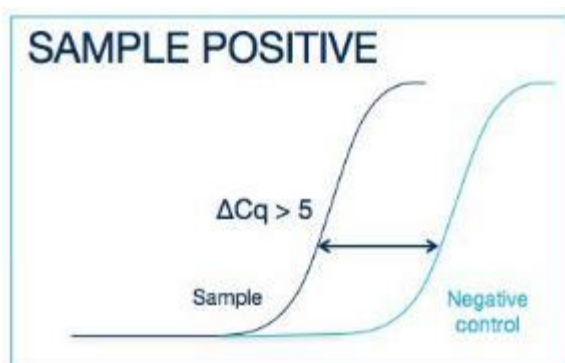 SAMPLE POSITIVE
ΔCq > 5
Sample
Negative
control